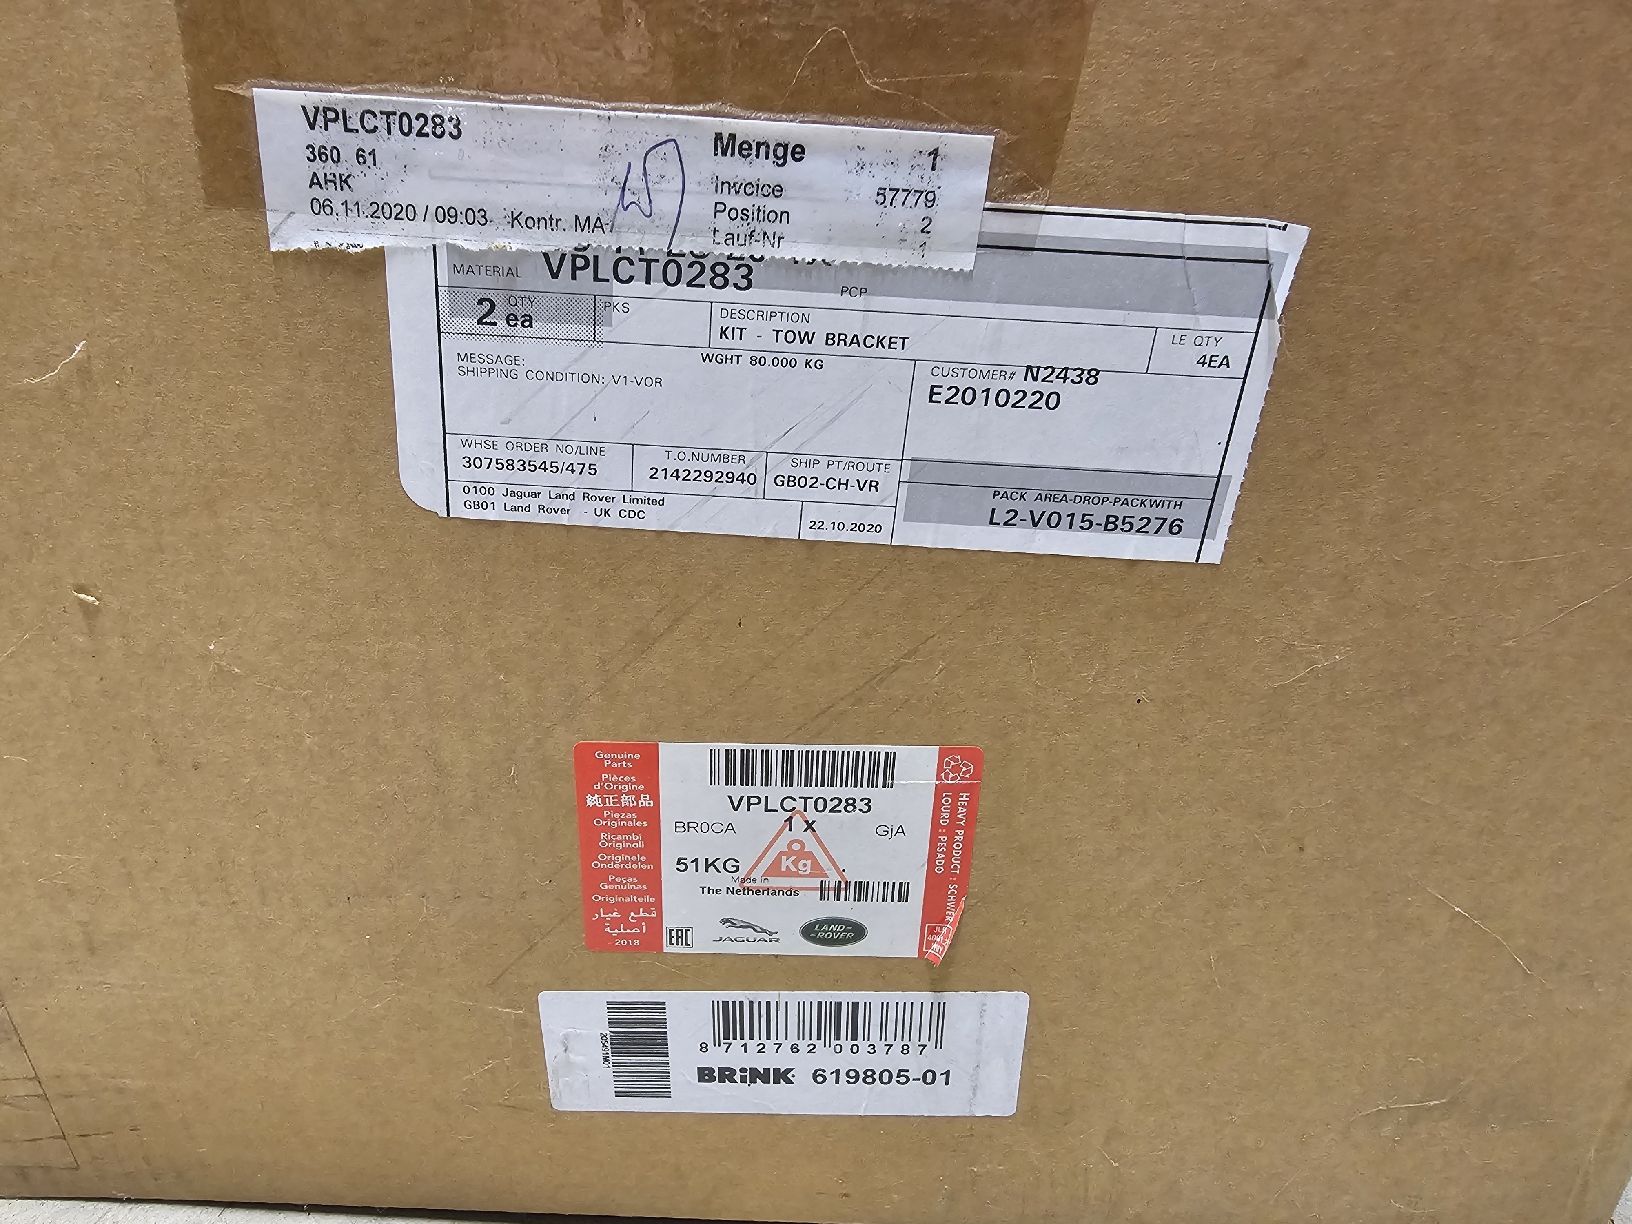 VPLCT0283
360 61
AHK
06.11.2020 / 09:03 Kontr. MA
Menge 1
Invoice 57779
Position 2
Lauf-Nr 1
MATERIAL VPLCT0283
PCP
2 QTY ea
PKS
DESCRIPTION
KIT - TOW BRACKET
LE QTY
4EA
MESSAGE:
WGHT 80.000 KG
SHIPPING CONDITION: V1-VOR
CUSTOMER# N2438
E2010220
WHSE ORDER NO/LINE
307583545/475
T.O.NUMBER
2142292940
SHIP PT/ROUTE
GB02-CH-VR
0100 Jaguar Land Rover Limited
GB01 Land Rover - UK CDC
22.10.2020
PACK AREA-DROP-PACKWITH
L2-V015-B5276
Genuine
Parts
Pièces
d'Origine
純正部品
Piezas
Originales
Ricambi
Originali
Originele
Onderdelen
Peças
Genuínas
Originalteile
قطع غيار
أصلية
- 2018
VPLCT0283
BR0CA 1 X GjA
51KG
Kg
Made in
The Netherlands
EAC
JAGUAR
LAND-
-ROVER
HEAVY PRODUCT : SCHWER
LOURD : PESADO
JLR
8 712762 003787
BRiNK 619805-01